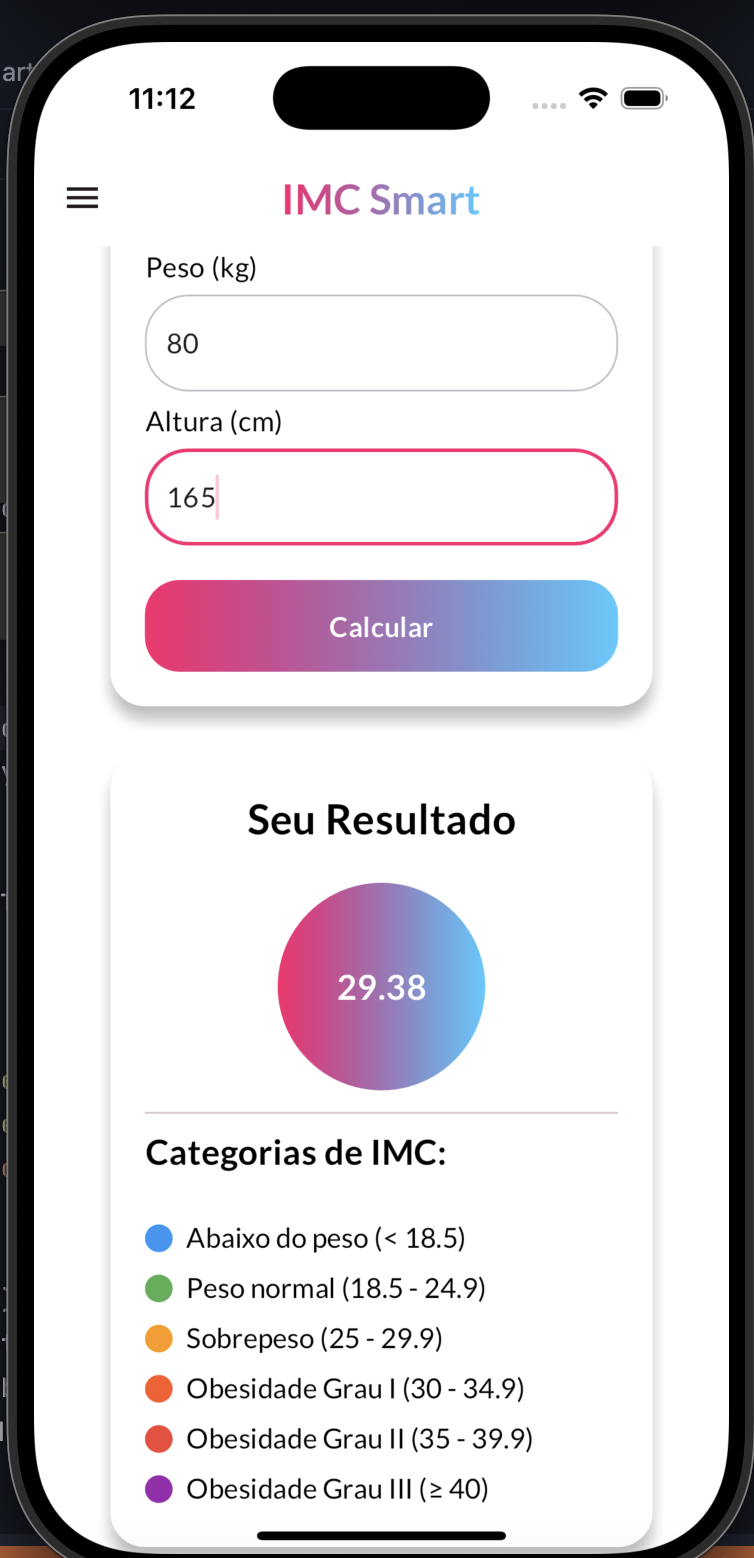 11:12
IMC Smart
Peso (kg)
80
Altura (cm)
165
Calcular
Seu Resultado
29.38
Categorias de IMC:
Abaixo do peso (< 18.5)
Peso normal (18.5 - 24.9)
Sobrepeso (25 - 29.9)
Obesidade Grau I (30 - 34.9)
Obesidade Grau II (35 - 39.9)
Obesidade Grau III (≥ 40)